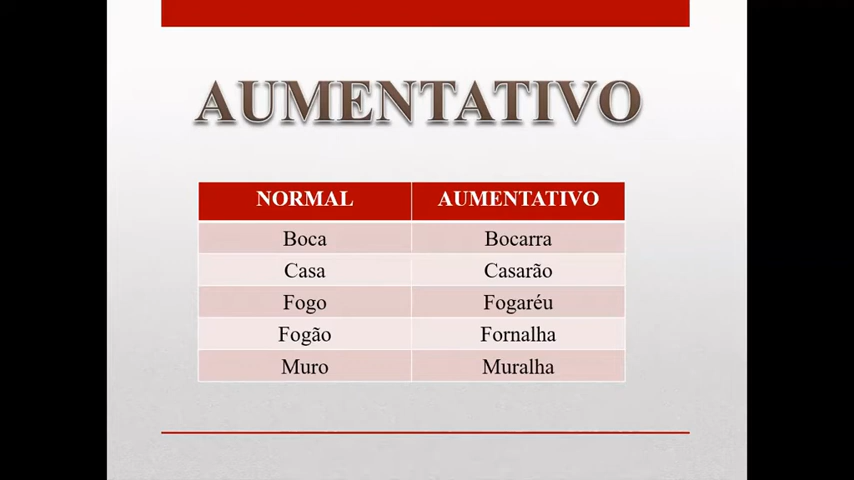 AUMENTATIVO
NORMAL AUMENTATIVO
Boca Bocarra
Casa Casarão
Fogo Fogaréu
Fogão Fornalha
Muro Muralha